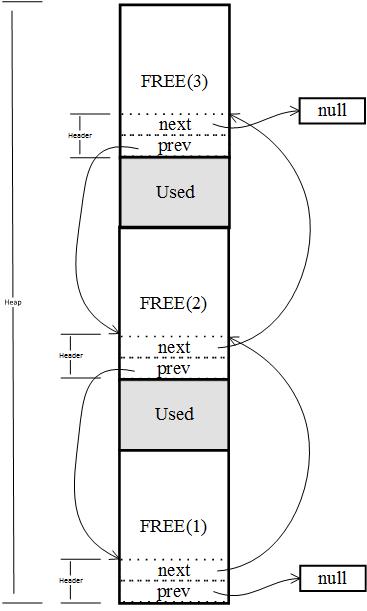 FREE(3)
next
null
Header
prev
Used
Heap
FREE(2)
next
Header
prev
Used
FREE(1)
next
null
Header
prev